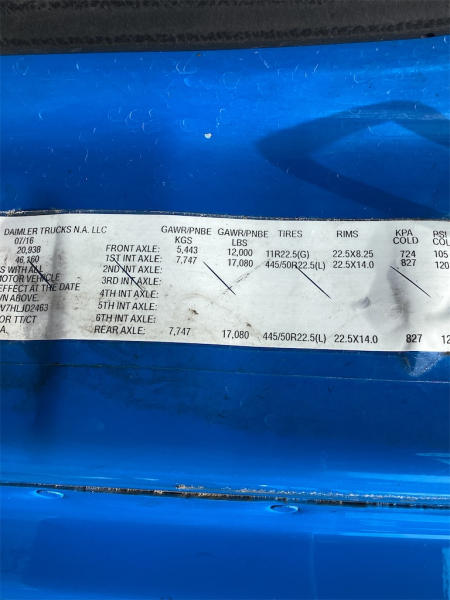 DAIMLER TRUCKS N.A. LLC GAWR/PNBE GAWR/PNBE TIRES RIMS KPA PSI
07/16 KGS LBS COLD COL
20,938 FRONT AXLE: 5,443 12,000 11R22.5(G) 22.5X8.25 724 105
46,160 1ST INT AXLE: 7,747 17,080 445/50R22.5(L) 22.5X14.0 827 120
S WITH ALL 2ND INT AXLE:
MOTOR VEHICLE 3RD INT AXLE:
EFFECT AT THE DATE 4TH INT AXLE:
WN ABOVE. 5TH INT AXLE:
V7HLJD2463 6TH INT AXLE:
OR TT/CT REAR AXLE: 7,747 17,080 445/50R22.5(L) 22.5X14.0 827 12
A.